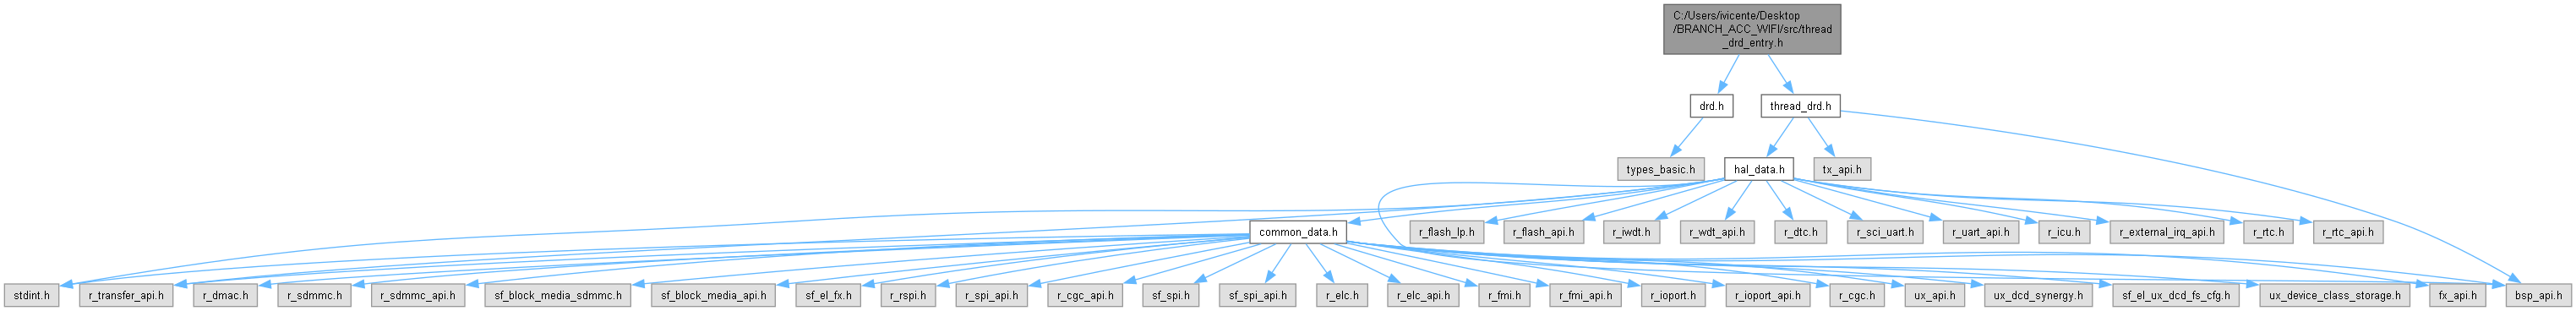 C:/Users/ivicente/Desktop
/BRANCH_ACC_WIFI/src/thread
_drd_entry.h
drd.h
thread_drd.h
types_basic.h
hal_data.h
tx_api.h
common_data.h
r_flash_lp.h
r_flash_api.h
r_iwdt.h
r_wdt_api.h
r_dtc.h
r_sci_uart.h
r_uart_api.h
r_icu.h
r_external_irq_api.h
r_rtc.h
r_rtc_api.h
stdint.h
r_transfer_api.h
r_dmac.h
r_sdmmc.h
r_sdmmc_api.h
sf_block_media_sdmmc.h
sf_block_media_api.h
sf_el_fx.h
r_rspi.h
r_spi_api.h
r_cgc_api.h
sf_spi.h
sf_spi_api.h
r_elc.h
r_elc_api.h
r_fmi.h
r_fmi_api.h
r_ioport.h
r_ioport_api.h
r_cgc.h
ux_api.h
ux_dcd_synergy.h
sf_el_ux_dcd_fs_cfg.h
ux_device_class_storage.h
fx_api.h
bsp_api.h